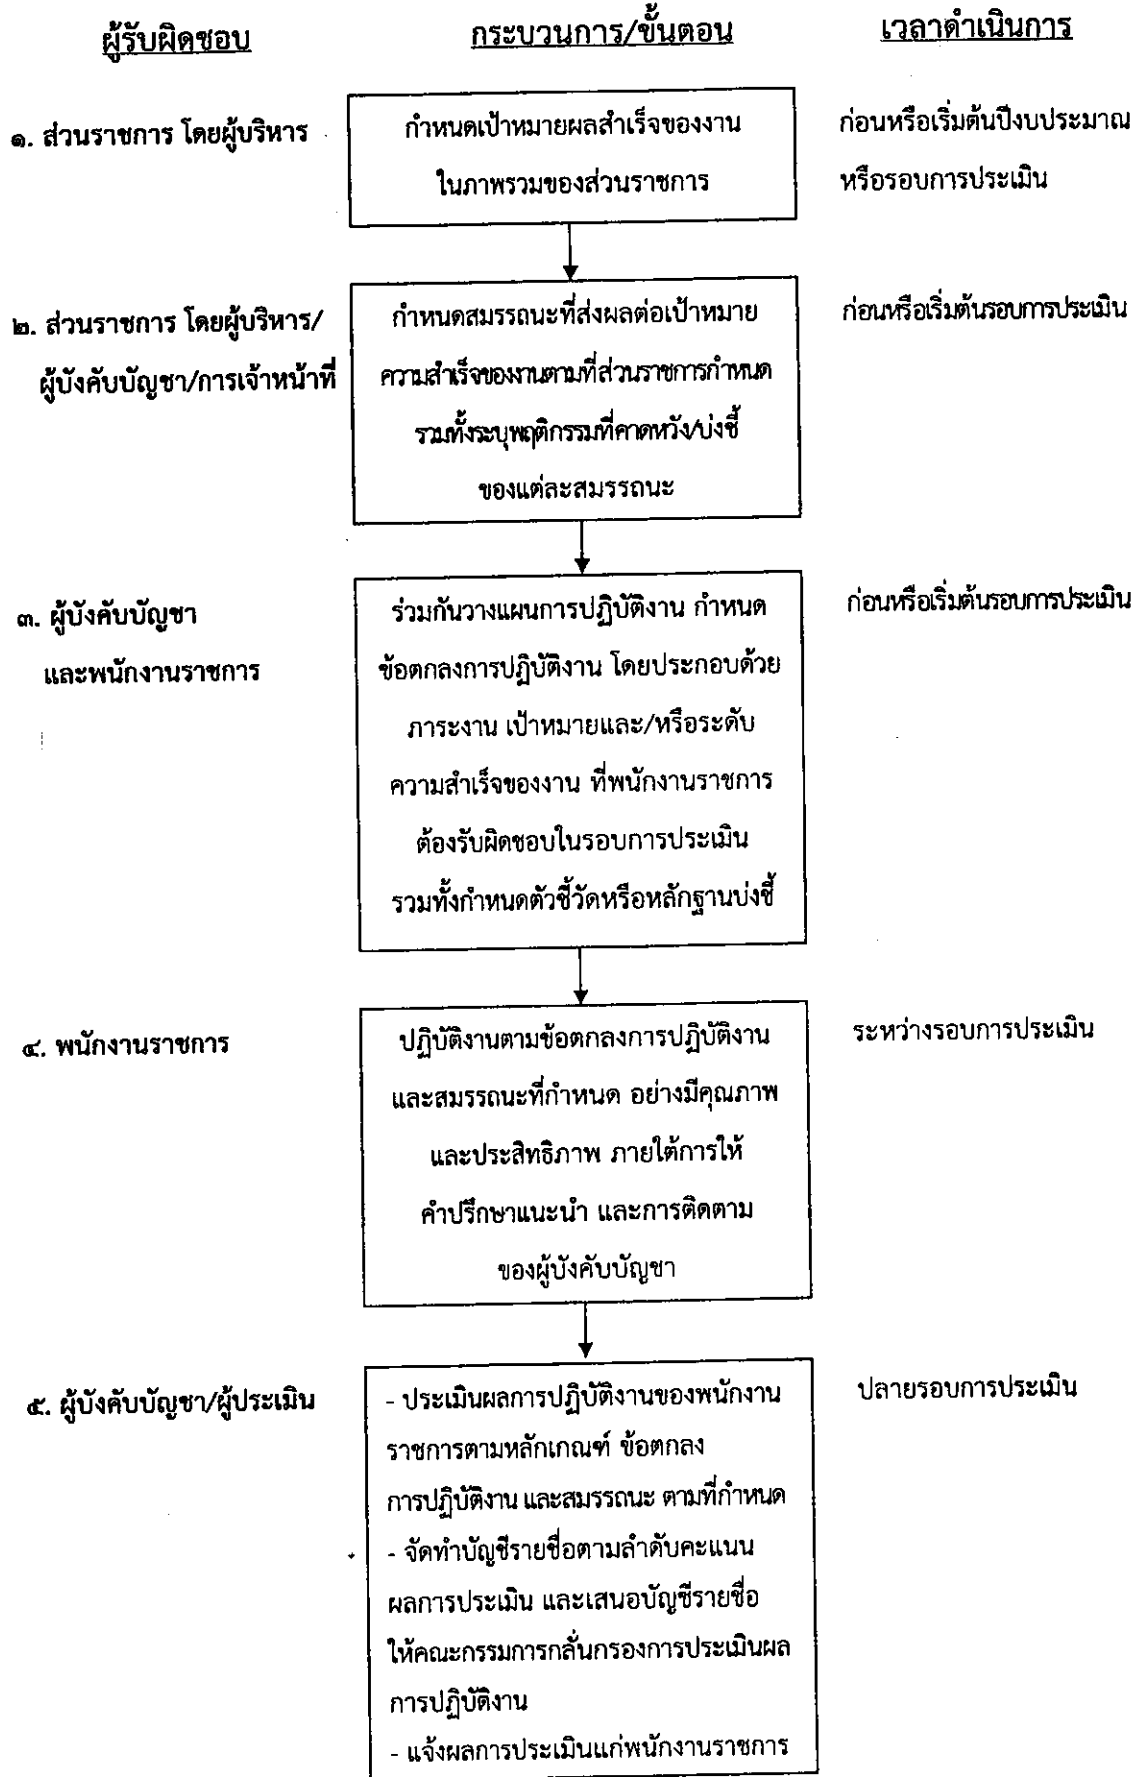 ผู้รับผิดชอบ
กระบวนการ/ขั้นตอน
เวลาดำเนินการ
๑. ส่วนราชการ โดยผู้บริหาร
กำหนดเป้าหมายผลสำเร็จของงาน
ในภาพรวมของส่วนราชการ
ก่อนหรือเริ่มต้นปีงบประมาณ
หรือรอบการประเมิน
๒. ส่วนราชการ โดยผู้บริหาร/
ผู้บังคับบัญชา/การเจ้าหน้าที่
กำหนดสมรรถนะที่ส่งผลต่อเป้าหมาย
ความสำเร็จของงานตามที่ส่วนราชการกำหนด
รวมทั้งระบุพฤติกรรมที่คาดหวัง/บ่งชี้
ของแต่ละสมรรถนะ
ก่อนหรือเริ่มต้นรอบการประเมิน
๓. ผู้บังคับบัญชา
และพนักงานราชการ
ร่วมกันวางแผนการปฏิบัติงาน กำหนด
ข้อตกลงการปฏิบัติงาน โดยประกอบด้วย
ภาระงาน เป้าหมายและ/หรือระดับ
ความสำเร็จของงาน ที่พนักงานราชการ
ต้องรับผิดชอบในรอบการประเมิน
รวมทั้งกำหนดตัวชี้วัดหรือหลักฐานบ่งชี้
ก่อนหรือเริ่มต้นรอบการประเมิน
๔. พนักงานราชการ
ปฏิบัติงานตามข้อตกลงการปฏิบัติงาน
และสมรรถนะที่กำหนด อย่างมีคุณภาพ
และประสิทธิภาพ ภายใต้การให้
คำปรึกษาแนะนำ และการติดตาม
ของผู้บังคับบัญชา
ระหว่างรอบการประเมิน
๕. ผู้บังคับบัญชา/ผู้ประเมิน
- ประเมินผลการปฏิบัติงานของพนักงาน
ราชการตามหลักเกณฑ์ ข้อตกลง
การปฏิบัติงาน และสมรรถนะ ตามที่กำหนด
- จัดทำบัญชีรายชื่อตามลำดับคะแนน
ผลการประเมิน และเสนอบัญชีรายชื่อ
ให้คณะกรรมการกลั่นกรองการประเมินผล
การปฏิบัติงาน
- แจ้งผลการประเมินแก่พนักงานราชการ
ปลายรอบการประเมิน